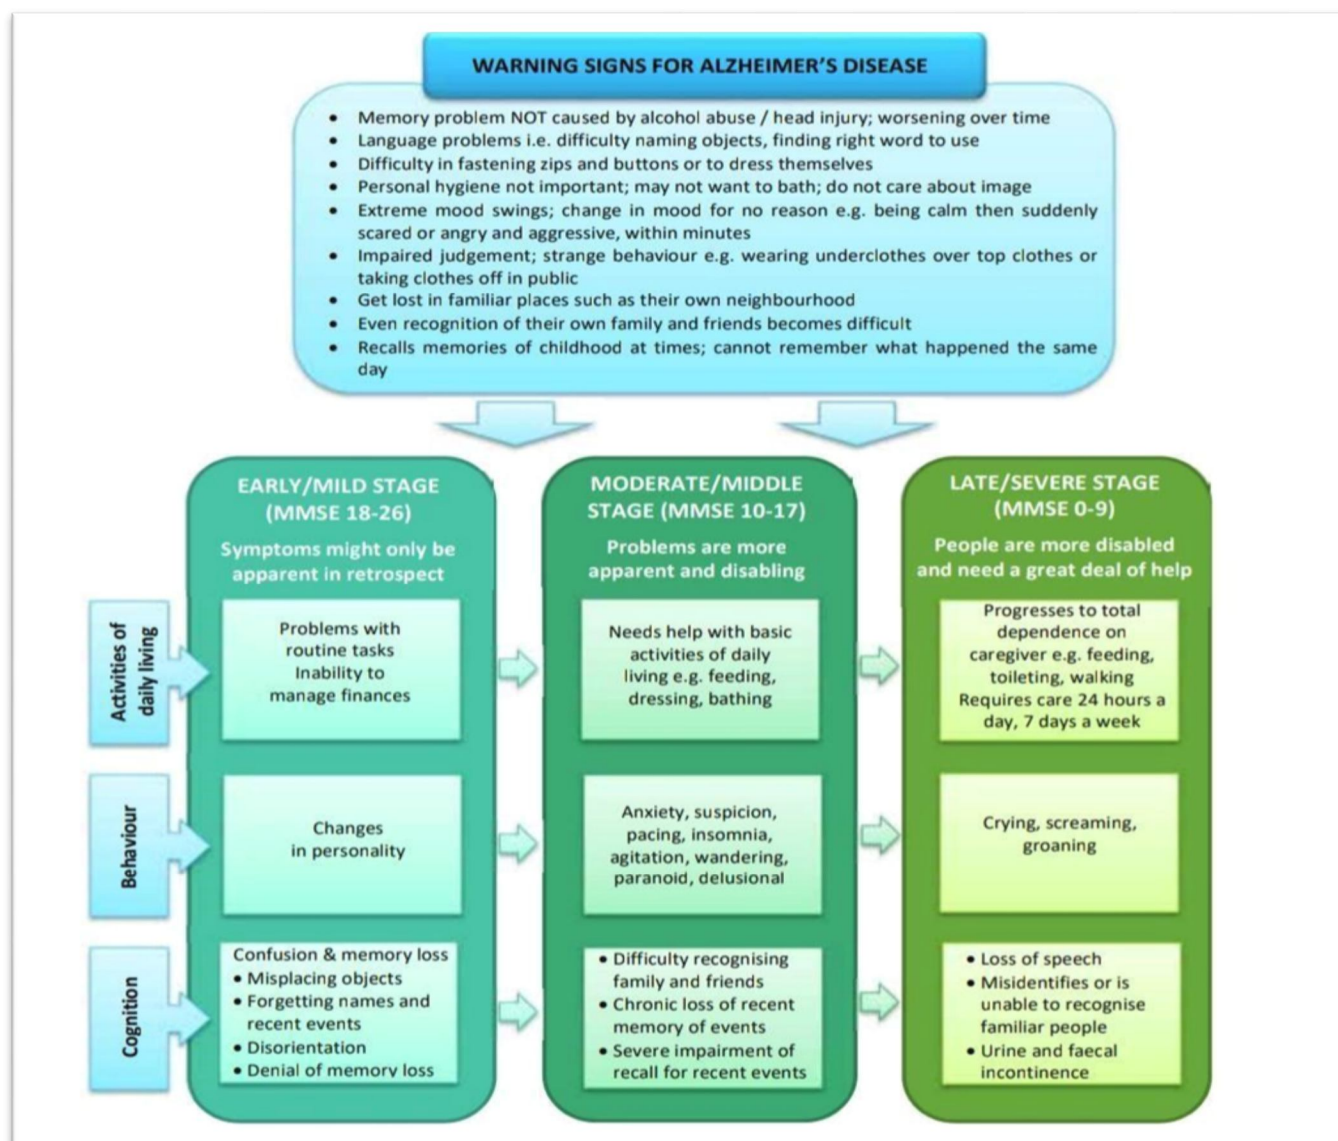 WARNING SIGNS FOR ALZHEIMER'S DISEASE
• Memory problem NOT caused by alcohol abuse / head injury; worsening over time
• Language problems i.e. difficulty naming objects, finding right word to use
• Difficulty in fastening zips and buttons or to dress themselves
• Personal hygiene not important; may not want to bath; do not care about image
• Extreme mood swings; change in mood for no reason e.g. being calm then suddenly
scared or angry and aggressive, within minutes
• Impaired judgement; strange behaviour e.g. wearing underclothes over top clothes or
taking clothes off in public
• Get lost in familiar places such as their own neighbourhood
• Even recognition of their own family and friends becomes difficult
• Recalls memories of childhood at times; cannot remember what happened the same
day
EARLY/MILD STAGE
(MMSE 18-26)
Symptoms might only be
apparent in retrospect
MODERATE/MIDDLE
STAGE (MMSE 10-17)
Problems are more
apparent and disabling
LATE/SEVERE STAGE
(MMSE 0-9)
People are more disabled
and need a great deal of help
Activities of
daily living
Problems with
routine tasks
Inability to
manage finances
Needs help with basic
activities of daily
living e.g. feeding,
dressing, bathing
Progresses to total
dependence on
caregiver e.g. feeding,
toileting, walking
Requires care 24 hours a
day, 7 days a week
Behaviour
Changes
in personality
Anxiety, suspicion,
pacing, insomnia,
agitation, wandering,
paranoid, delusional
Crying, screaming,
groaning
Cognition
Confusion & memory loss
• Misplacing objects
• Forgetting names and
recent events
• Disorientation
• Denial of memory loss
• Difficulty recognising
family and friends
• Chronic loss of recent
memory of events
• Severe impairment of
recall for recent events
• Loss of speech
• Misidentifies or is
unable to recognise
familiar people
• Urine and faecal
incontinence